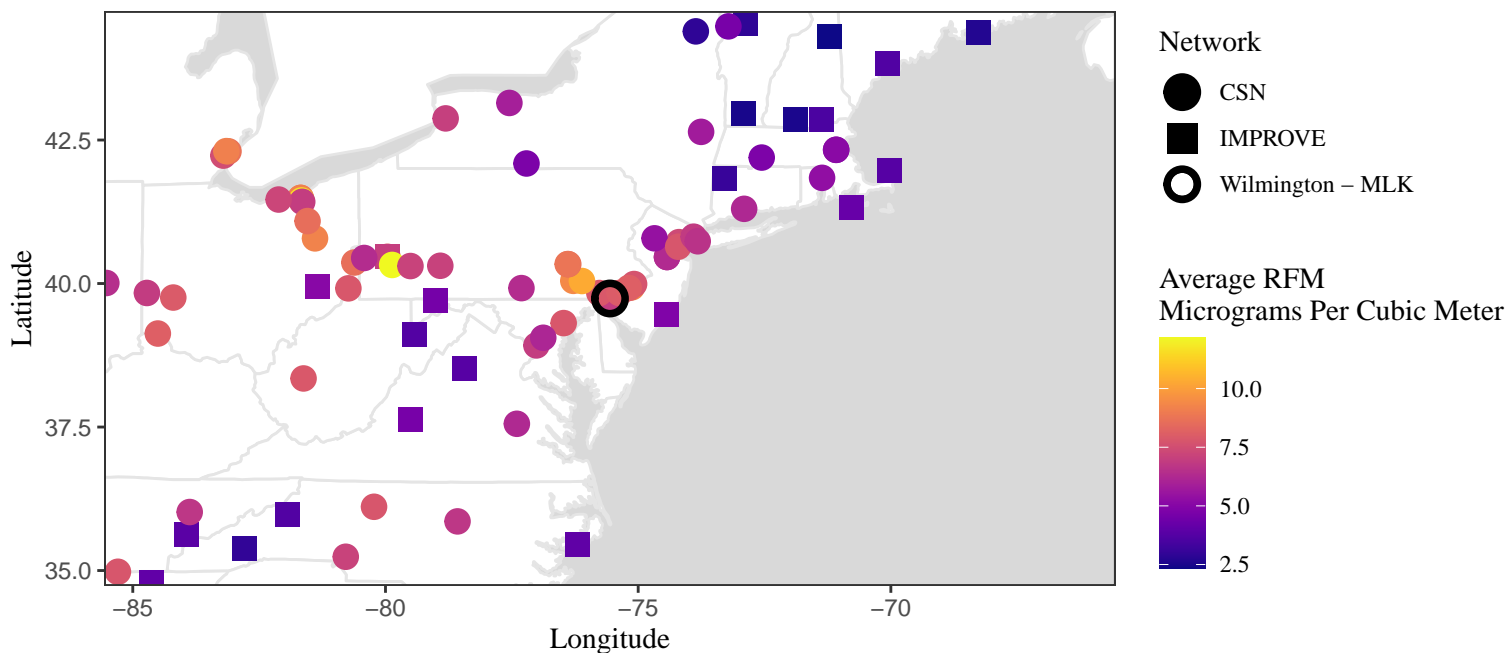 Network
CSN
IMPROVE
Wilmington – MLK
Average RFM
Micrograms Per Cubic Meter
10.0
7.5
5.0
2.5
Latitude
42.5
40.0
37.5
35.0
−85
−80
−75
−70
Longitude